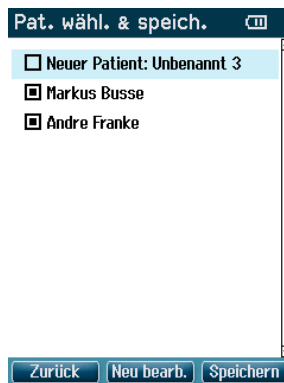 Pat. wähl. & speich.
Neuer Patient: Unbenannt 3
Markus Busse
Andre Franke
Zurück Neu bearb. Speichern